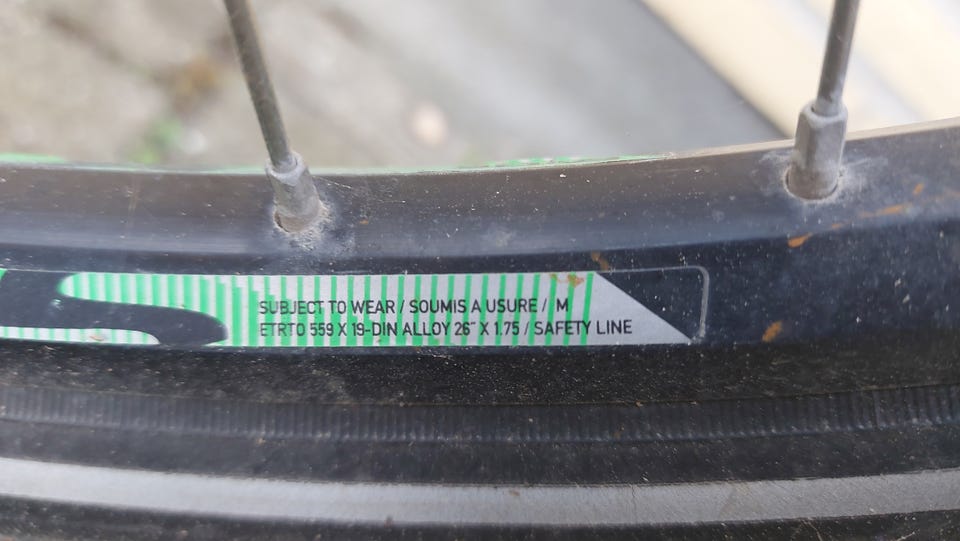 SUBJECT TO WEAR / SOUMIS A USURE / M
ETRTO 559 X 19-DIN ALLOY 26" X 1.75 / SAFETY LINE